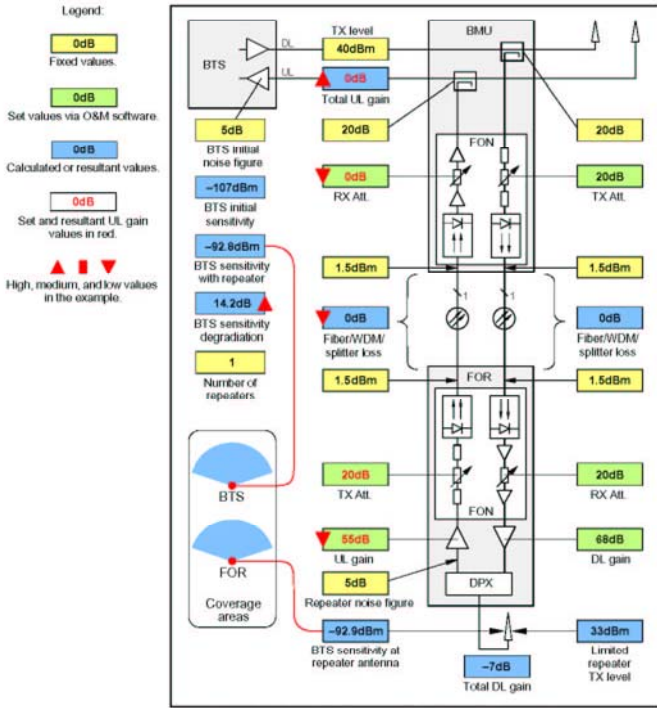 Legend:
0dB
Fixed values.
0dB
Set values via O&M software.
0dB
Calculated or resultant values.
0dB
Set and resultant UL gain
values in red.
High, medium, and low values
in the example.
BTS
DL
UL
TX level
40dBm
0dB
Total UL gain
BMU
5dB
BTS initial
noise figure
20dB
20dB
FON
–107dBm
BTS initial
sensitivity
0dB
RX Att.
20dB
TX Att.
–92.8dBm
BTS sensitivity
with repeater
1.5dBm
1.5dBm
14.2dB
BTS sensitivity
degradation
1
1
0dB
Fiber/WDM/
splitter loss
0dB
Fiber/WDM/
splitter loss
1
Number of
repeaters
1.5dBm
FOR
1.5dBm
BTS
FOR
Coverage
areas
20dB
TX Att.
20dB
RX Att.
FON
55dB
UL gain
68dB
DL gain
5dB
Repeater noise figure
DPX
–92.9dBm
BTS sensitivity at
repeater antenna
33dBm
Limited
repeater
TX level
–7dB
Total DL gain